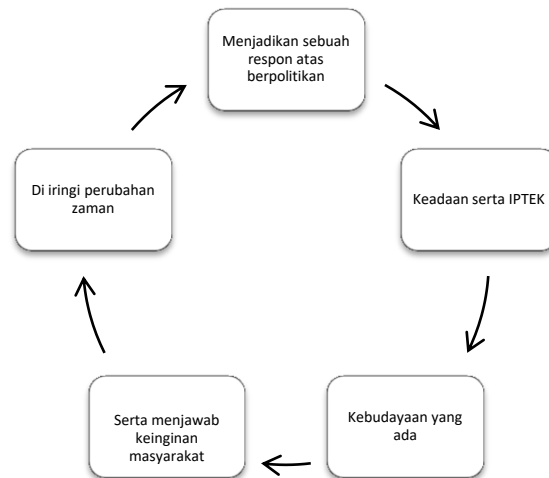 Menjadikan sebuah
respon atas
berpolitikan
Keadaan serta IPTEK
Kebudayaan yang
ada
Serta menjawab
keinginan
masyarakat
Di iringi perubahan
zaman